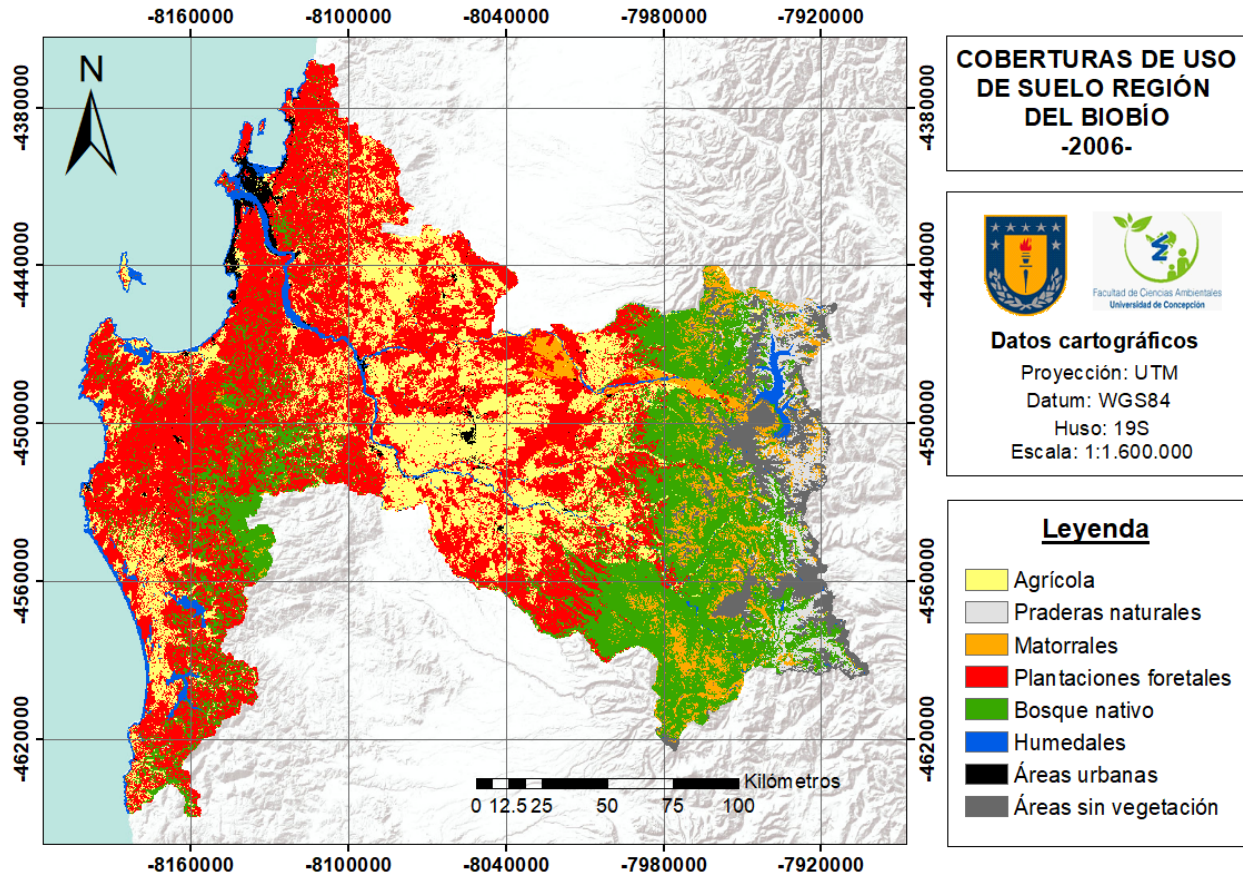 -8160000 -8100000 -8040000 -7980000 -7920000
N
-4380000 -4380000
-4440000 -4440000
-4500000 -4500000
-4560000 -4560000
-4620000 -4620000
Kilómetros
0 12.5 25 50 75 100
-8160000 -8100000 -8040000 -7980000 -7920000
COBERTURAS DE USO
DE SUELO REGIÓN
DEL BIOBÍO
-2006-
Facultad de Ciencias Ambientales
Universidad de Concepción
Datos cartográficos
Proyección: UTM
Datum: WGS84
Huso: 19S
Escala: 1:1.600.000
Leyenda
Agrícola
Praderas naturales
Matorrales
Plantaciones foretales
Bosque nativo
Humedales
Áreas urbanas
Áreas sin vegetación